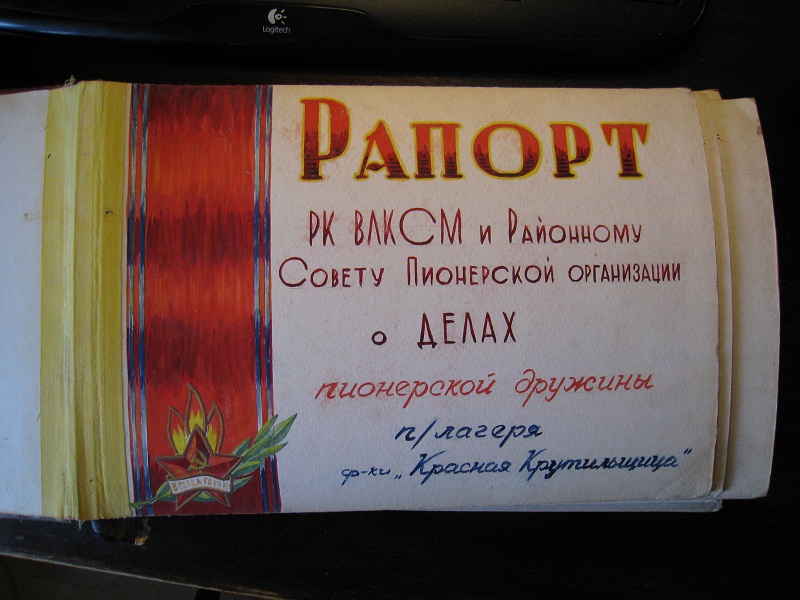 Logitech
РАПОРТ
РК ВЛКСМ и Районному
Совету Пионерской организации
о ДЕЛАХ
пионерской дружины
п/лагеря
ф-ки „Красная Крутильщица"
ВСЕГДА ГОТОВ